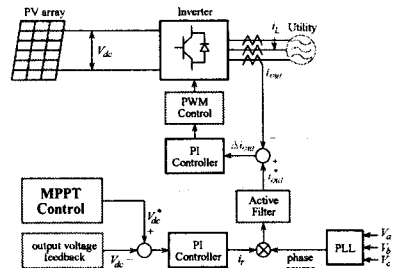 PV array
Inverter
i_L
Utility
V_dc
i_out
PWM
Control
PI
Controller
Δi_out
−
+
i*_out
MPPT
Control
V_dc*
Active
Filter
output voltage
feedback
V_dc
−
+
PI
Controller
i_r
phase
PLL
V_a
V_b
V_c